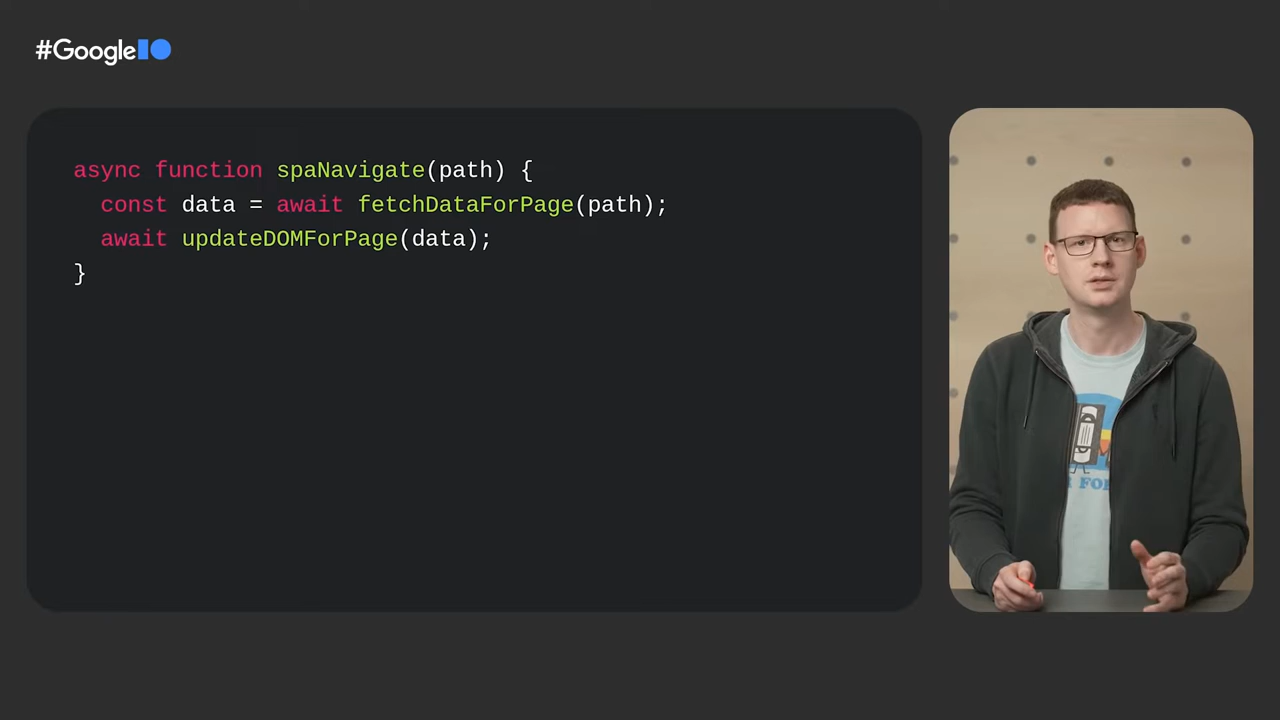 #GoogleIO
async function spaNavigate(path) {
  const data = await fetchDataForPage(path);
  await updateDOMForPage(data);
}